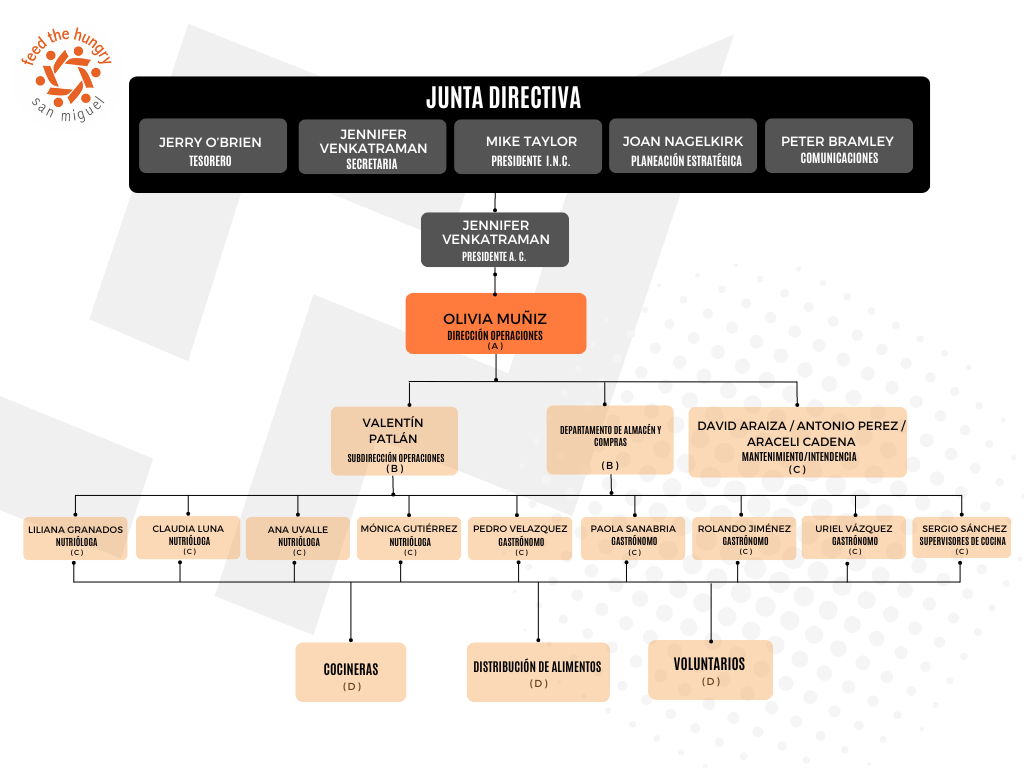 feed the hungry
san miguel
JUNTA DIRECTIVA
JERRY O'BRIEN
TESORERO
JENNIFER
VENKATRAMAN
SECRETARIA
MIKE TAYLOR
PRESIDENTE I.N.C.
JOAN NAGELKIRK
PLANEACIÓN ESTRATÉGICA
PETER BRAMLEY
COMUNICACIONES
JENNIFER
VENKATRAMAN
PRESIDENTE A. C.
OLIVIA MUÑIZ
DIRECCIÓN OPERACIONES
(A)
VALENTÍN
PATLÁN
SUBDIRECCIÓN OPERACIONES
(B)
DEPARTAMENTO DE ALMACÉN Y
COMPRAS
(B)
DAVID ARAIZA / ANTONIO PEREZ /
ARACELI CADENA
MANTENIMIENTO/INTENDENCIA
(C)
LILIANA GRANADOS
NUTRIÓLOGA
(C)
CLAUDIA LUNA
NUTRIÓLOGA
(C)
ANA UVALLE
NUTRIÓLOGA
(C)
MÓNICA GUTIÉRREZ
NUTRIÓLOGA
(C)
PEDRO VELAZQUEZ
GASTRÓNOMO
(C)
PAOLA SANABRIA
GASTRÓNOMO
(C)
ROLANDO JIMÉNEZ
GASTRÓNOMO
(C)
URIEL VÁZQUEZ
GASTRÓNOMO
(C)
SERGIO SÁNCHEZ
SUPERVISORES DE COCINA
(C)
COCINERAS
(D)
DISTRIBUCIÓN DE ALIMENTOS
(D)
VOLUNTARIOS
(D)